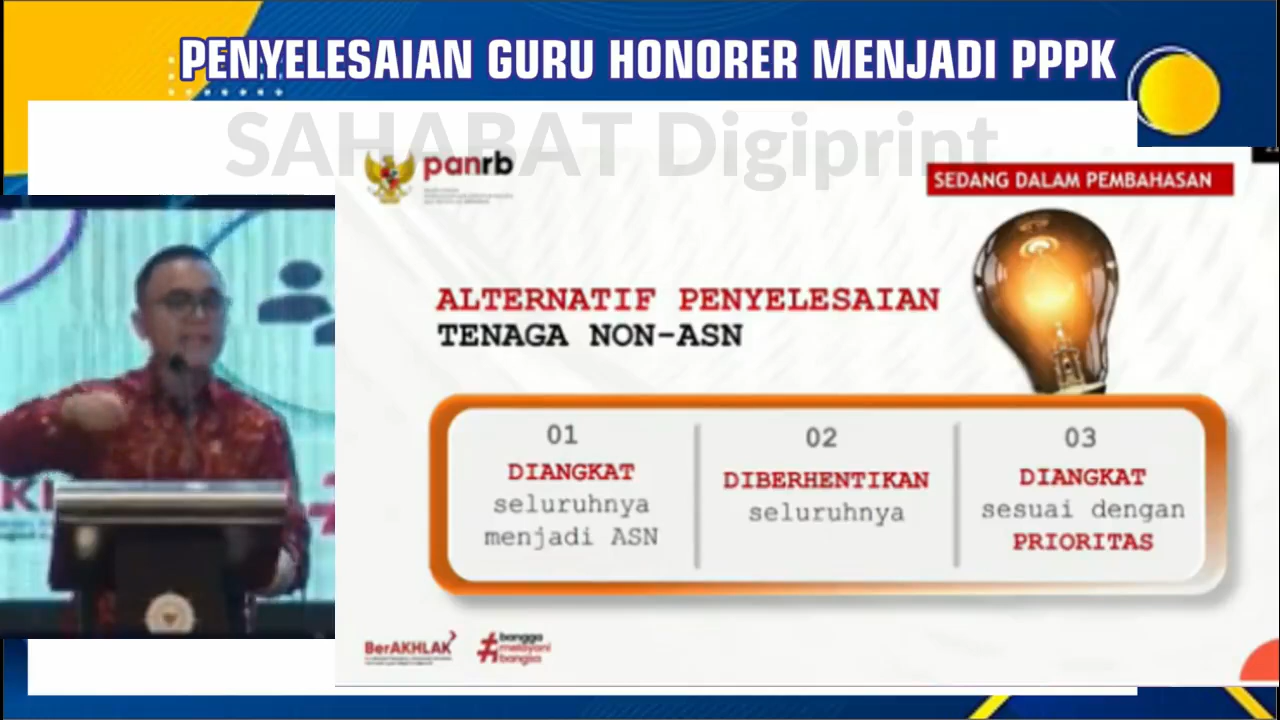 PENYELESAIAN GURU HONORER MENJADI PPPK
SAHABAT Digiprint
panrb
SEDANG DALAM PEMBAHASAN
ALTERNATIF PENYELESAIAN
TENAGA NON-ASN
01
DIANGKAT
seluruhnya
menjadi ASN
02
DIBERHENTIKAN
seluruhnya
03
DIANGKAT
sesuai dengan
PRIORITAS
BerAKHLAK
#bangga
melayani
bangsa